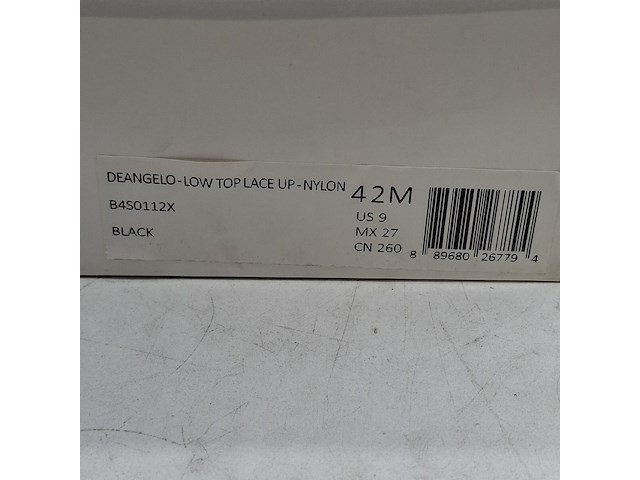 DEANGELO-LOW TOP LACE UP-NYLON
B4S0112X
BLACK
42M
US 9
MX 27
CN 260
8 89680 26779 4